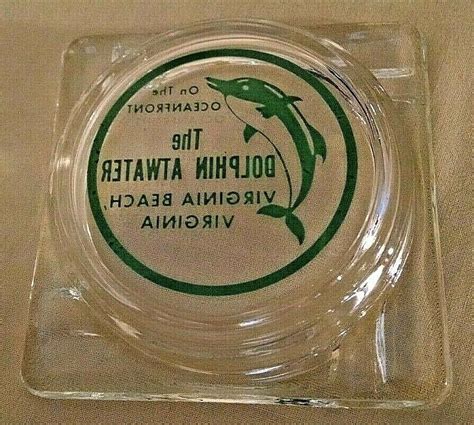 On The
OCEANFRONT
The
DOLPHIN ATWATER
VIRGINIA BEACH,
VIRGINIA